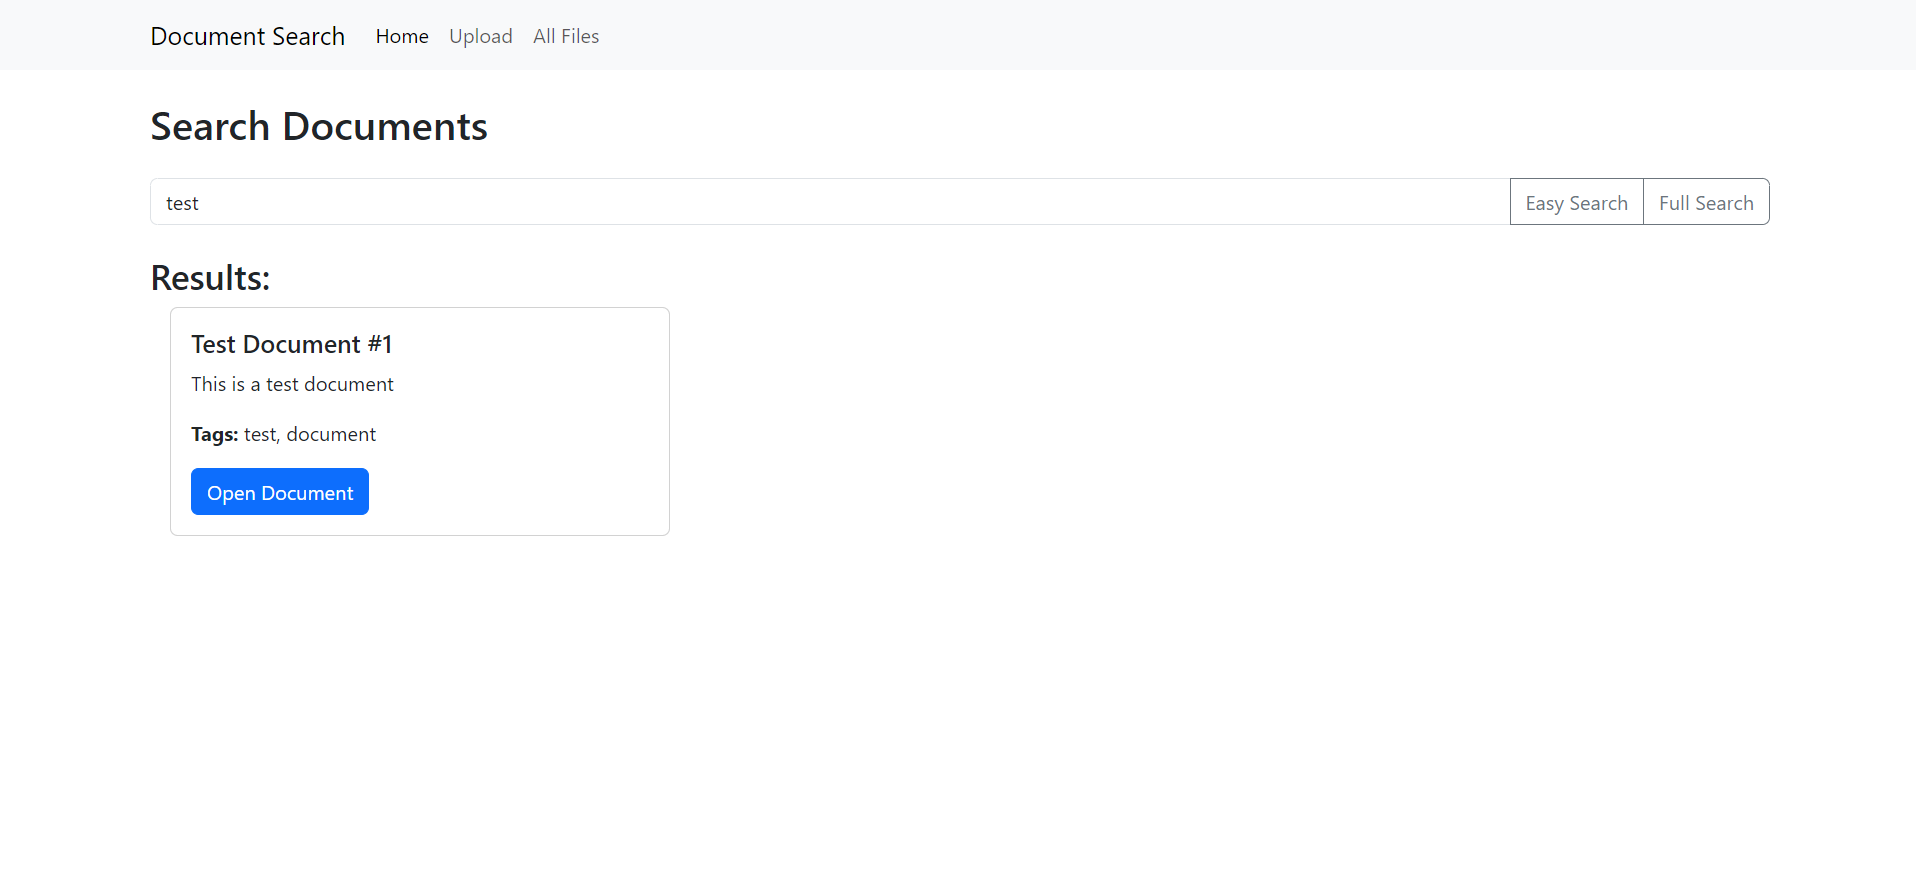 Document Search Home Upload All Files
Search Documents
test Easy Search Full Search
Results:
Test Document #1
This is a test document
Tags: test, document
Open Document